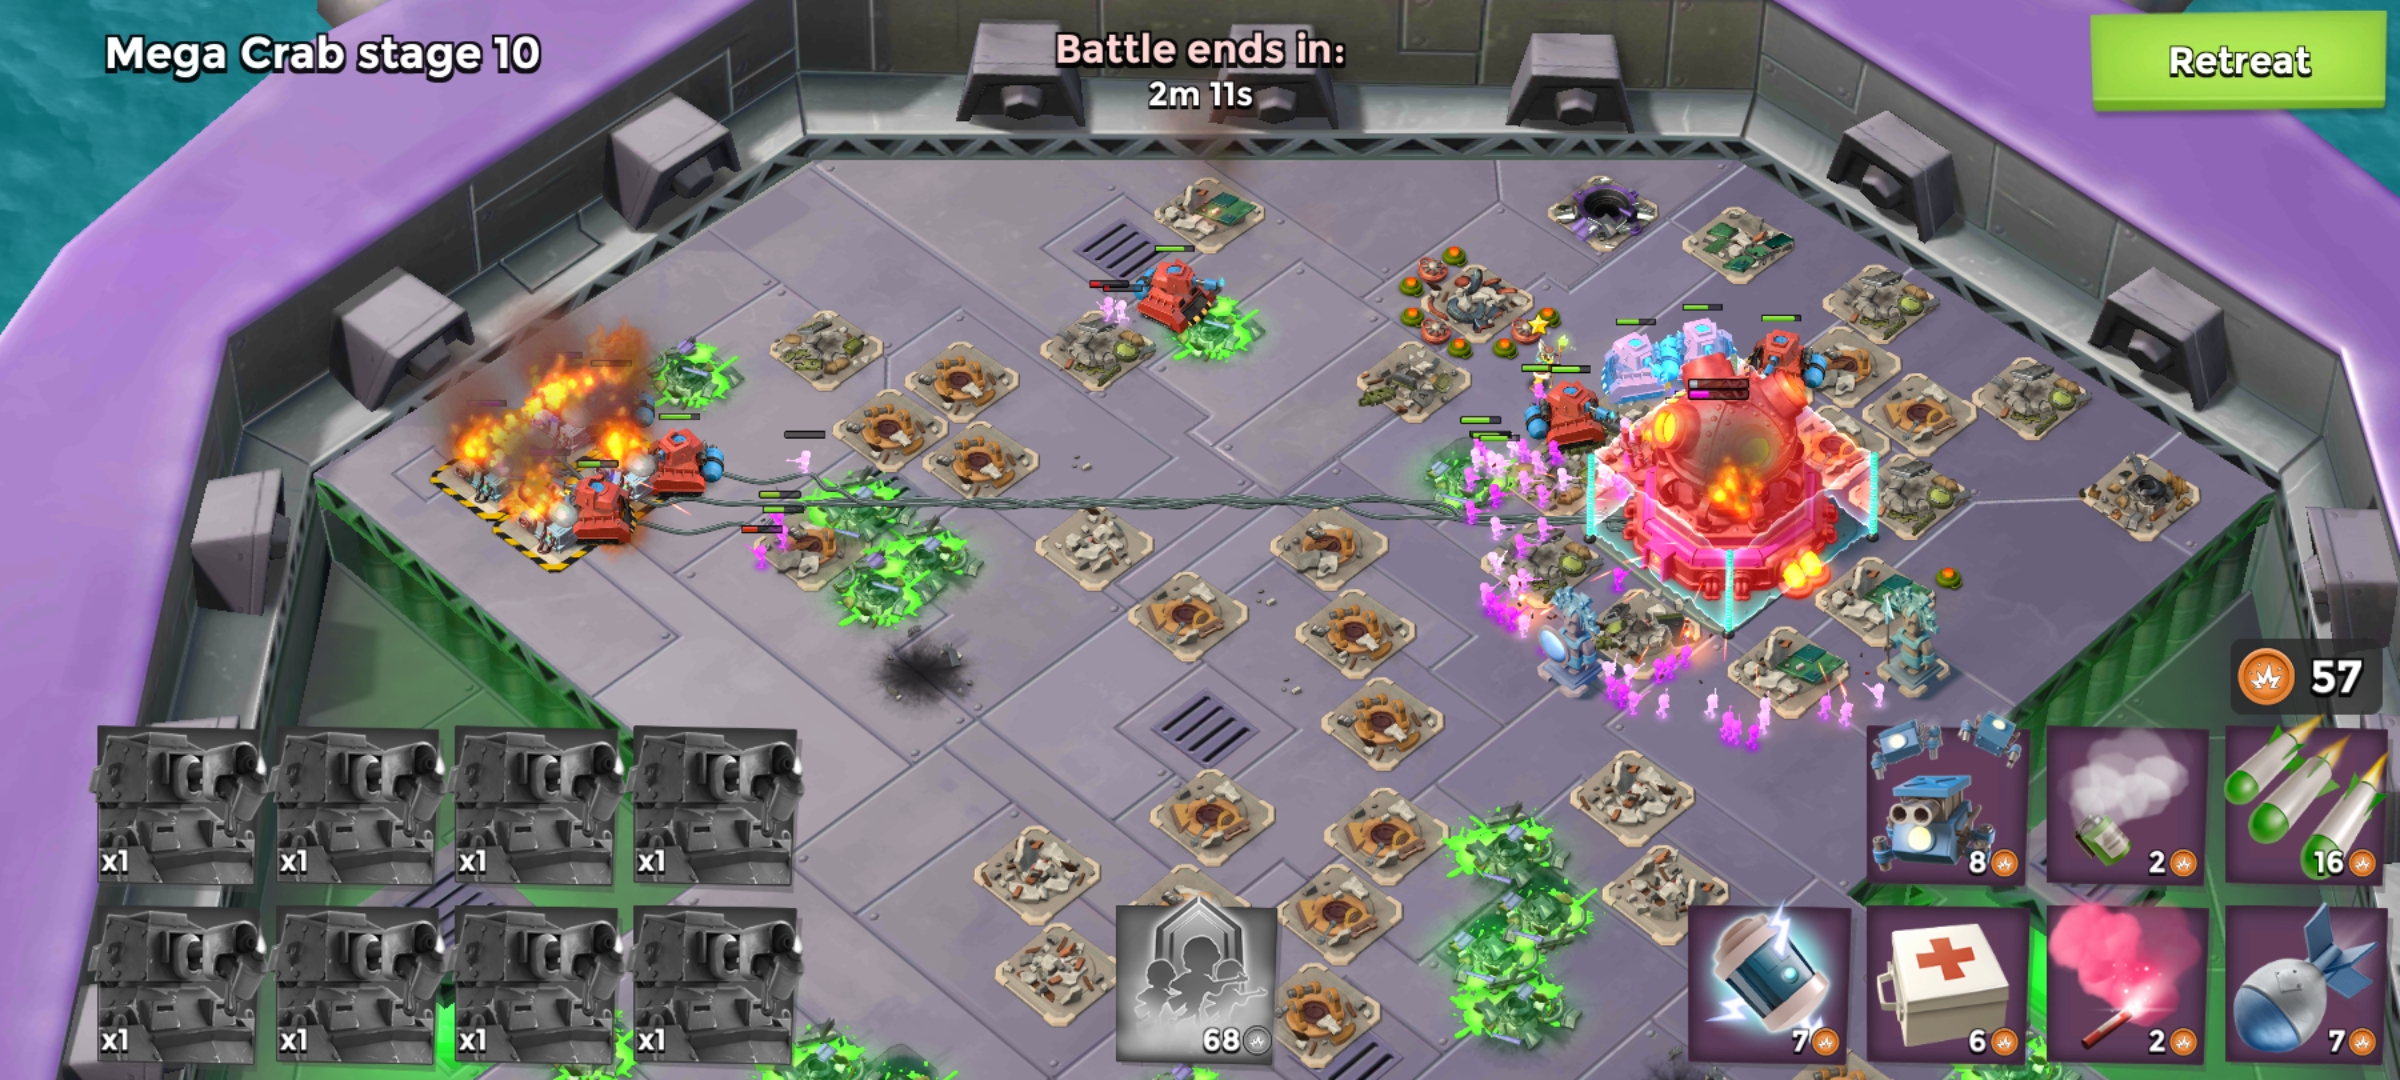 Mega Crab stage 10
Battle ends in:
2m 11s
Retreat
57
8
2
16
x1
x1
x1
x1
x1
x1
x1
x1
68
7
6
2
7